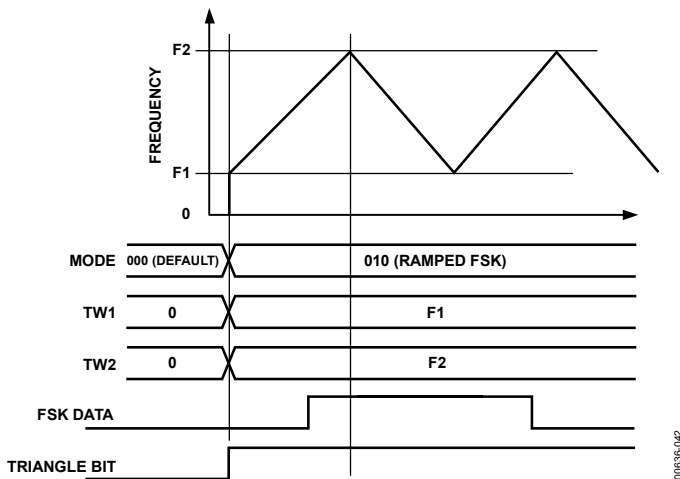 F2
FREQUENCY
F1
0
MODE 000 (DEFAULT) 010 (RAMPED FSK)
TW1 0 F1
TW2 0 F2
FSK DATA
TRIANGLE BIT
00636-042